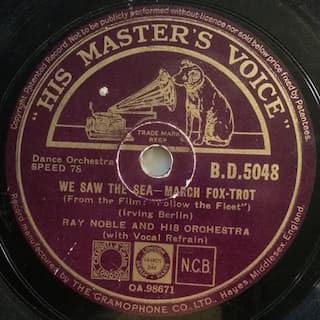 Copyright. Patented. Record Not to be publicly performed without licence nor sold below price fixed by Patentees.
"HIS MASTER'S VOICE"
TRADE MARK
REGD
Dance Orchestra
SPEED 78
B.D.5048
WE SAW THE SEA - MARCH FOX-TROT
(From the Film: "Follow the Fleet")
(Irving Berlin)
RAY NOBLE AND HIS ORCHESTRA
(with Vocal Refrain)
N.C.B.
OA.98671
Mfd. by THE GRAMOPHONE CO., LTD., Hayes, Middlesex, England.